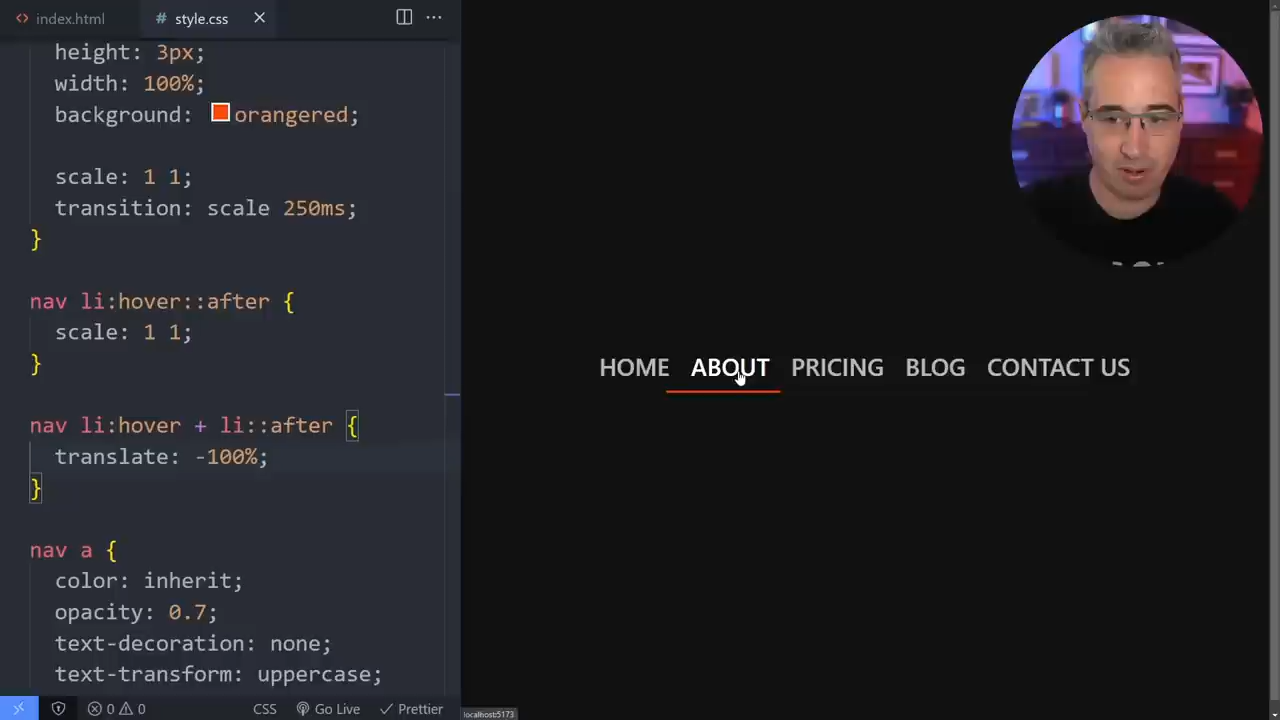 index.html
# style.css
height: 3px;
width: 100%;
background: orangered;
scale: 1 1;
transition: scale 250ms;
}
nav li:hover::after {
scale: 1 1;
}
nav li:hover + li::after {
translate: -100%;
}
nav a {
color: inherit;
opacity: 0.7;
text-decoration: none;
text-transform: uppercase;
0 0 CSS Go Live Prettier
HOME ABOUT PRICING BLOG CONTACT US
localhost:5173